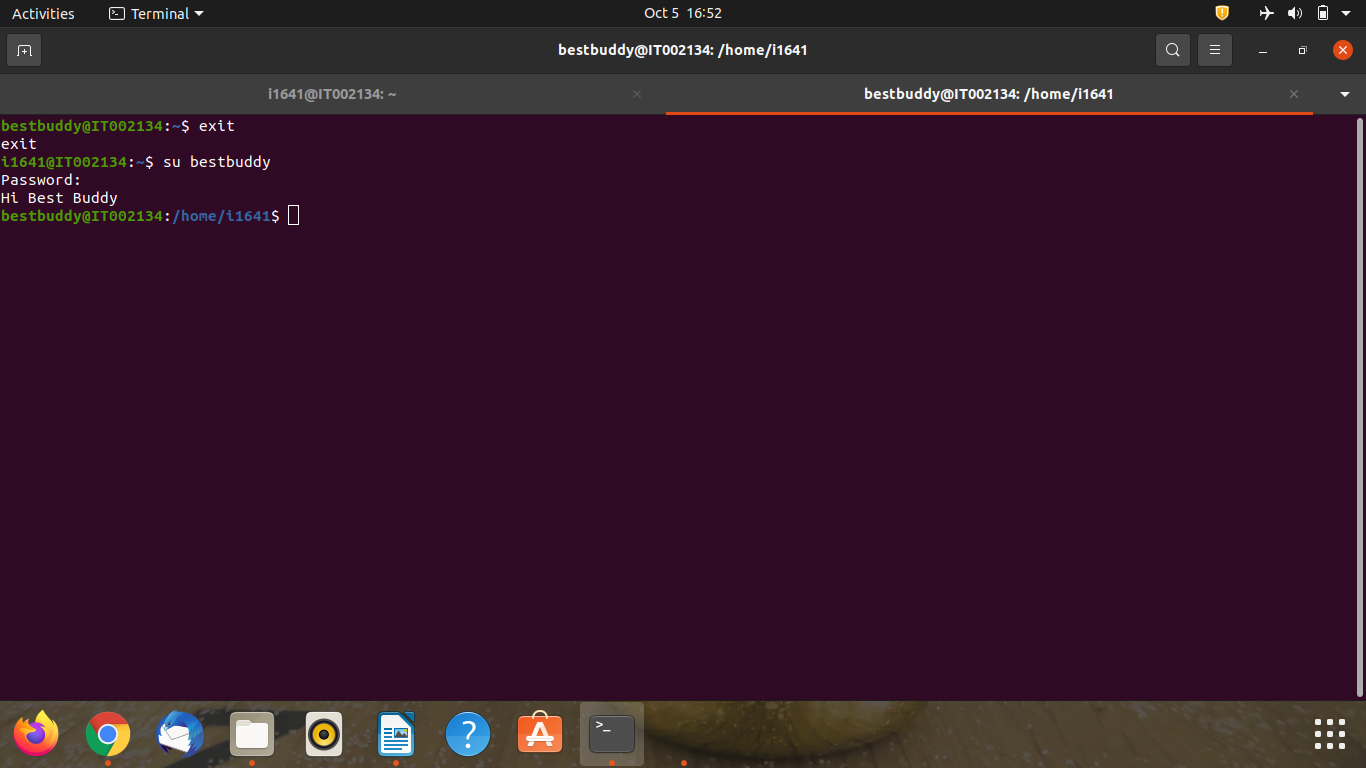 Activities
Terminal
Oct 5 16:52
bestbuddy@IT002134: /home/i1641
i1641@IT002134: ~
bestbuddy@IT002134: /home/i1641
bestbuddy@IT002134:~$ exit
exit
i1641@IT002134:~$ su bestbuddy
Password:
Hi Best Buddy
bestbuddy@IT002134:/home/i1641$